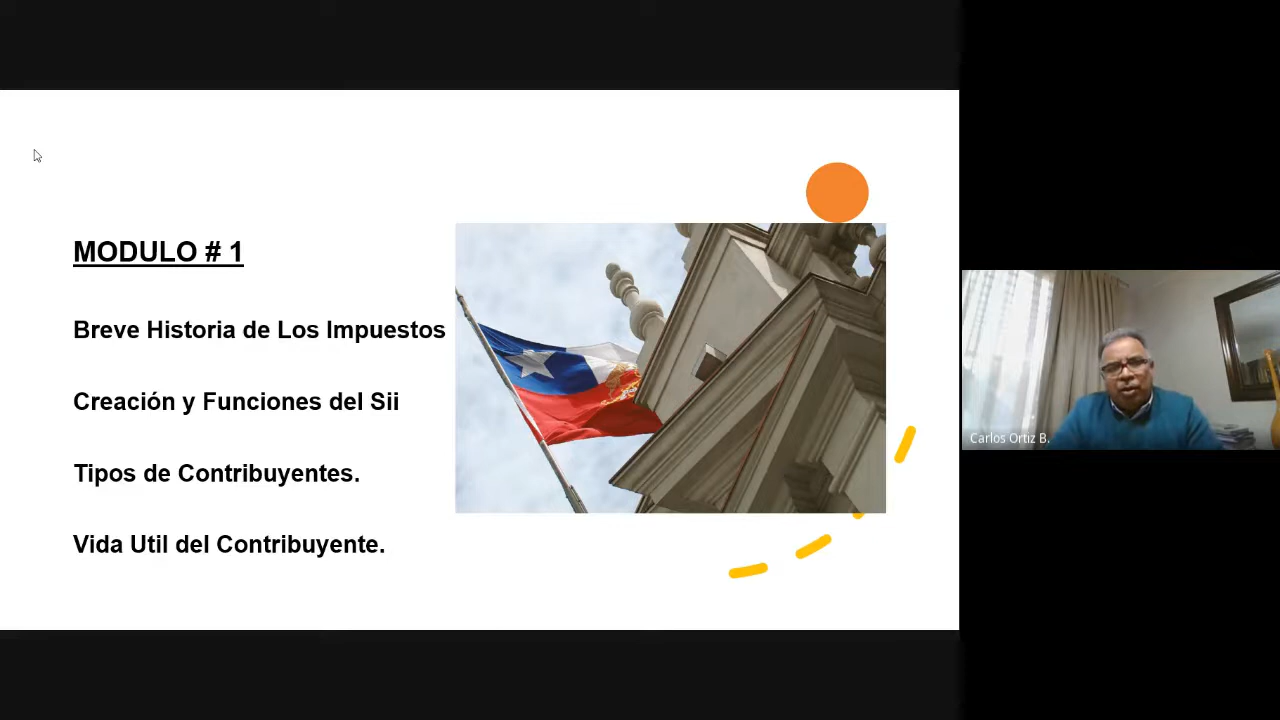 MODULO # 1
Breve Historia de Los Impuestos
Creación y Funciones del Sii
Tipos de Contribuyentes.
Vida Util del Contribuyente.
Carlos Ortiz B.